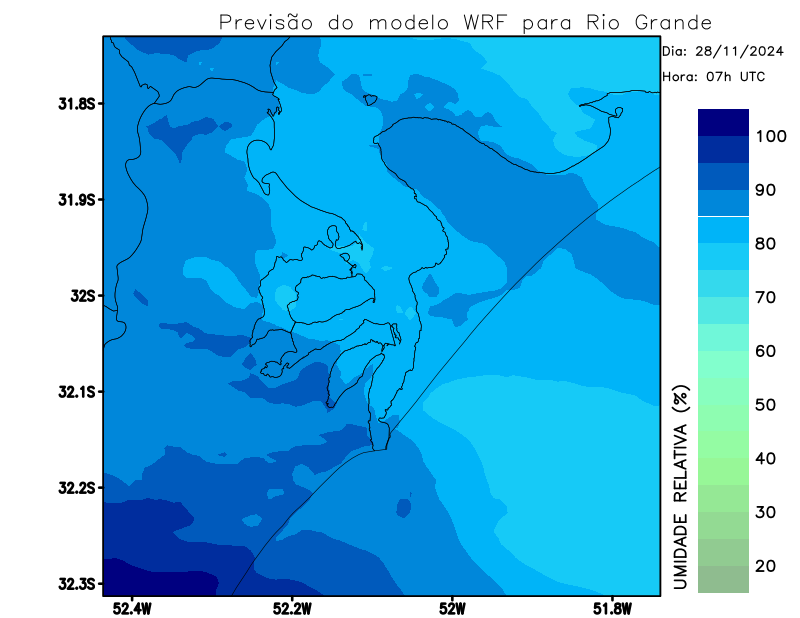 Previsão do modelo WRF para Rio Grande
Dia: 28/11/2024
Hora: 07h UTC
31.8S
31.9S
32S
32.1S
32.2S
32.3S
52.4W
52.2W
52W
51.8W
100
90
80
70
60
50
40
30
20
UMIDADE RELATIVA (%)